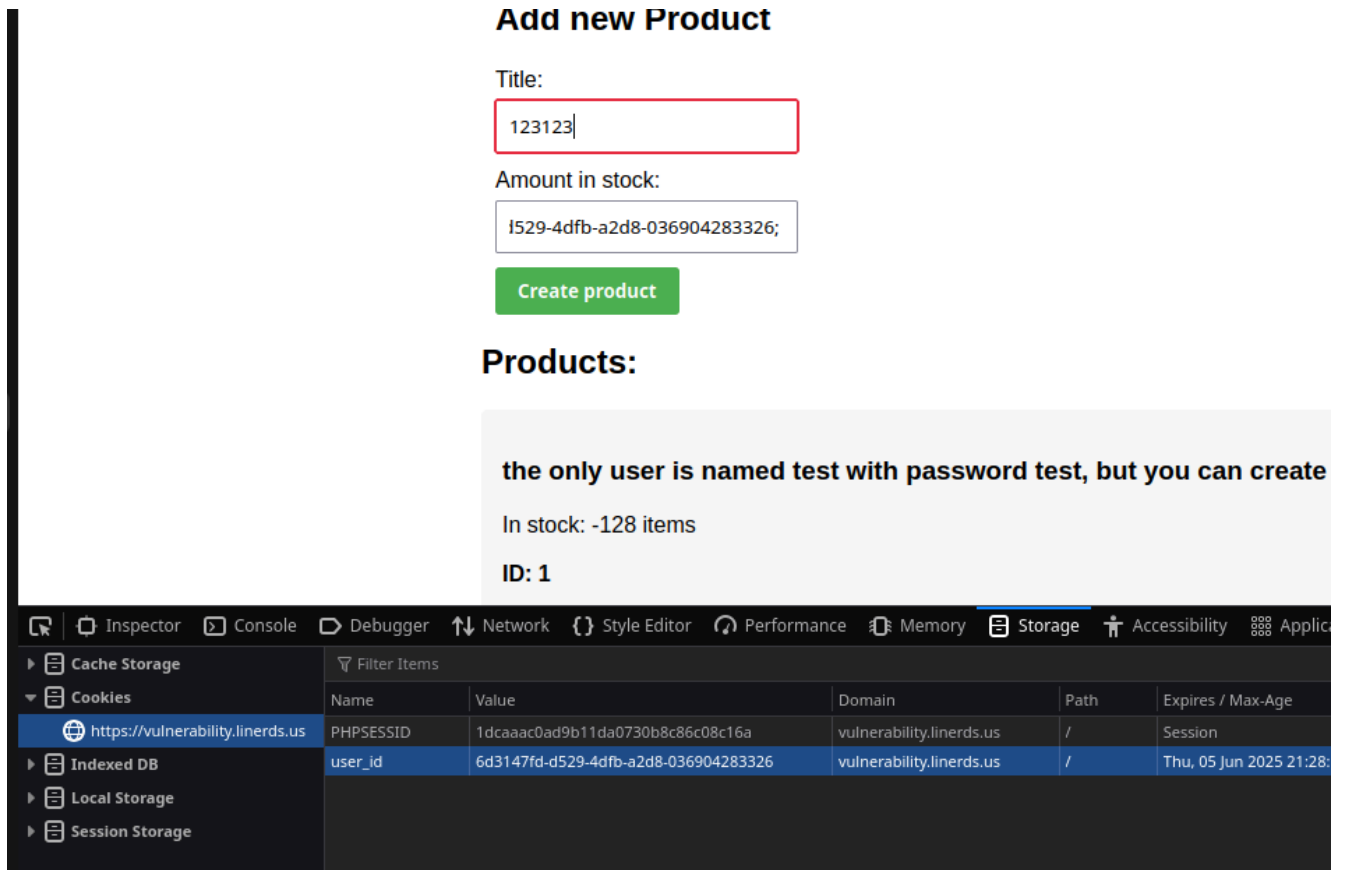 Add new Product
Title:
123123
Amount in stock:
d529-4dfb-a2d8-036904283326;
Create product
Products:
the only user is named test with password test, but you can create
In stock: -128 items
ID: 1
Inspector Console Debugger Network Style Editor Performance Memory Storage Accessibility Applica
Cache Storage
Filter Items
Cookies
Name Value Domain Path Expires / Max-Age
https://vulnerability.linerds.us
PHPSESSID 1dcaaac0ad9b11da0730b8c86c08c16a vulnerability.linerds.us / Session
Indexed DB
user_id 6d3147fd-d529-4dfb-a2d8-036904283326 vulnerability.linerds.us / Thu, 05 Jun 2025 21:28:
Local Storage
Session Storage